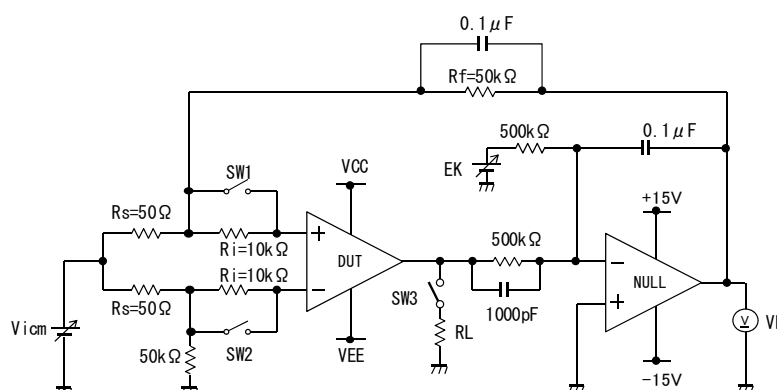 0.1μF
Rf=50kΩ
500kΩ
0.1μF
EK
SW1
VCC
+15V
Rs=50Ω
Ri=10kΩ
+
DUT
500kΩ
−
NULL
+
Ri=10kΩ
−
Rs=50Ω
1000pF
SW3
Vicm
50kΩ
SW2
VEE
RL
V
−15V